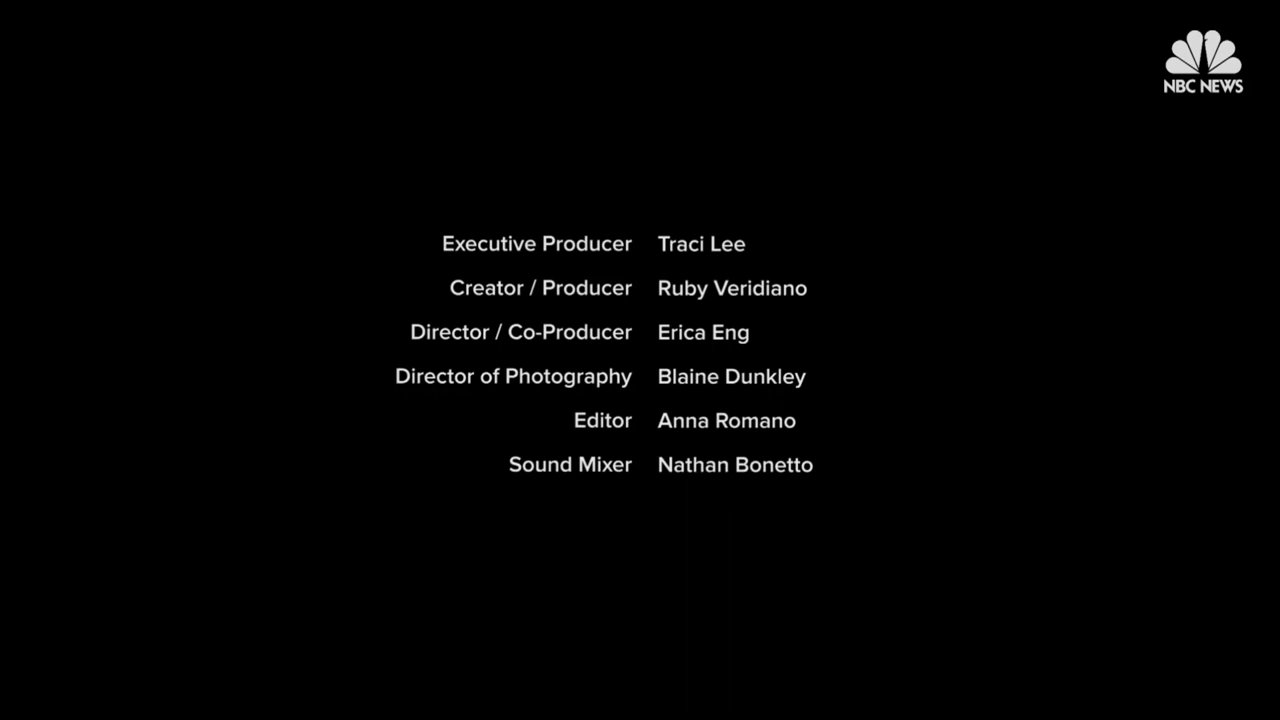 NBC NEWS
Executive Producer Traci Lee
Creator / Producer Ruby Veridiano
Director / Co-Producer Erica Eng
Director of Photography Blaine Dunkley
Editor Anna Romano
Sound Mixer Nathan Bonetto